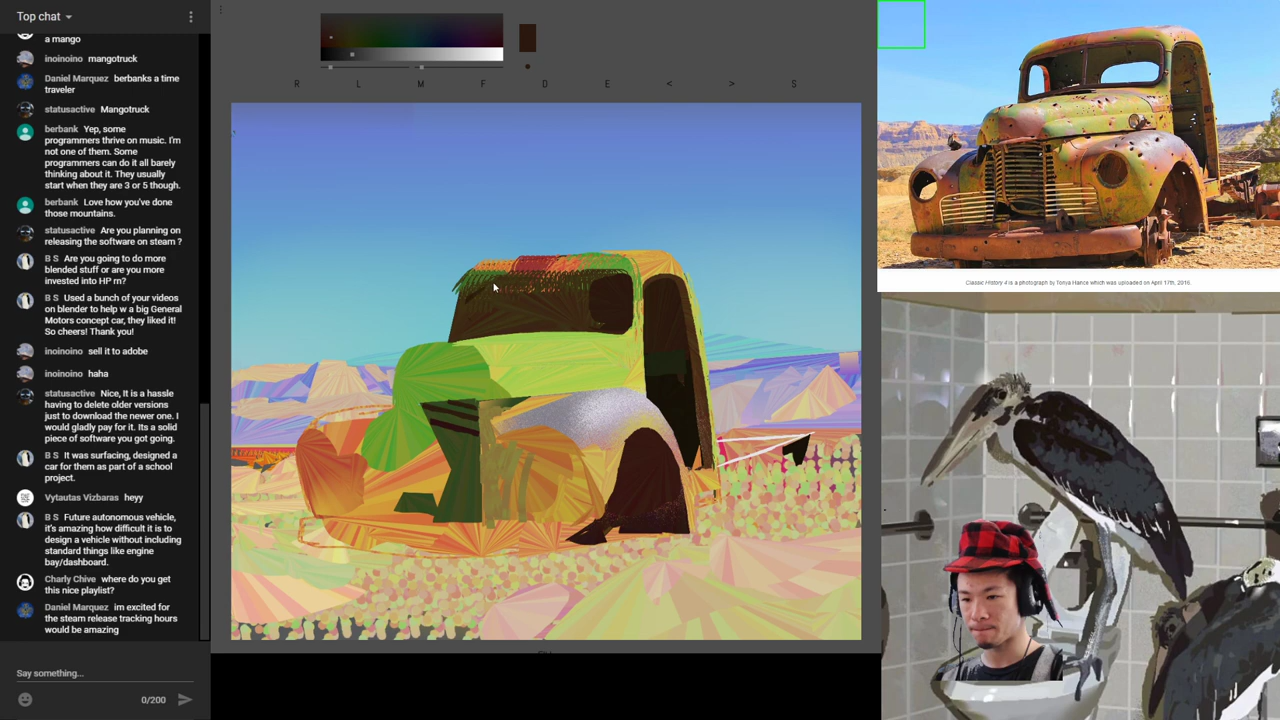 Top chat
a mango
inoinoino mangotruck
Daniel Marquez berbanks a time
traveler
statusactive Mangotruck
berbank Yep, some
programmers thrive on music. I'm
not one of them. Some
programmers can do it all barely
thinking about it. They usually
start when they are 3 or 5 though.
berbank Love how you've done
those mountains.
statusactive Are you planning on
releasing the software on steam ?
B S Are you going to do more
blended stuff or are you more
invested into HP rn?
B S Used a bunch of your videos
on blender to help w a big General
Motors concept car, they liked it!
So cheers! Thank you!
inoinoino sell it to adobe
inoinoino haha
statusactive Nice, It is a hassle
having to delete older versions
just to download the newer one. I
would gladly pay for it. Its a solid
piece of software you got going.
B S It was surfacing, designed a
car for them as part of a school
project.
Vytautas Vizbaras heyy
B S Future autonomous vehicle,
it's amazing how difficult it is to
design a vehicle without including
standard things like engine
bay/dashboard.
Charly Chive where do you get
this nice playlist?
Daniel Marquez im excited for
the steam release tracking hours
would be amazing
Say something...
0/200
R L M F D E < > S
Classic History 4 is a photograph by Tonya Hance which was uploaded on April 17th, 2015.